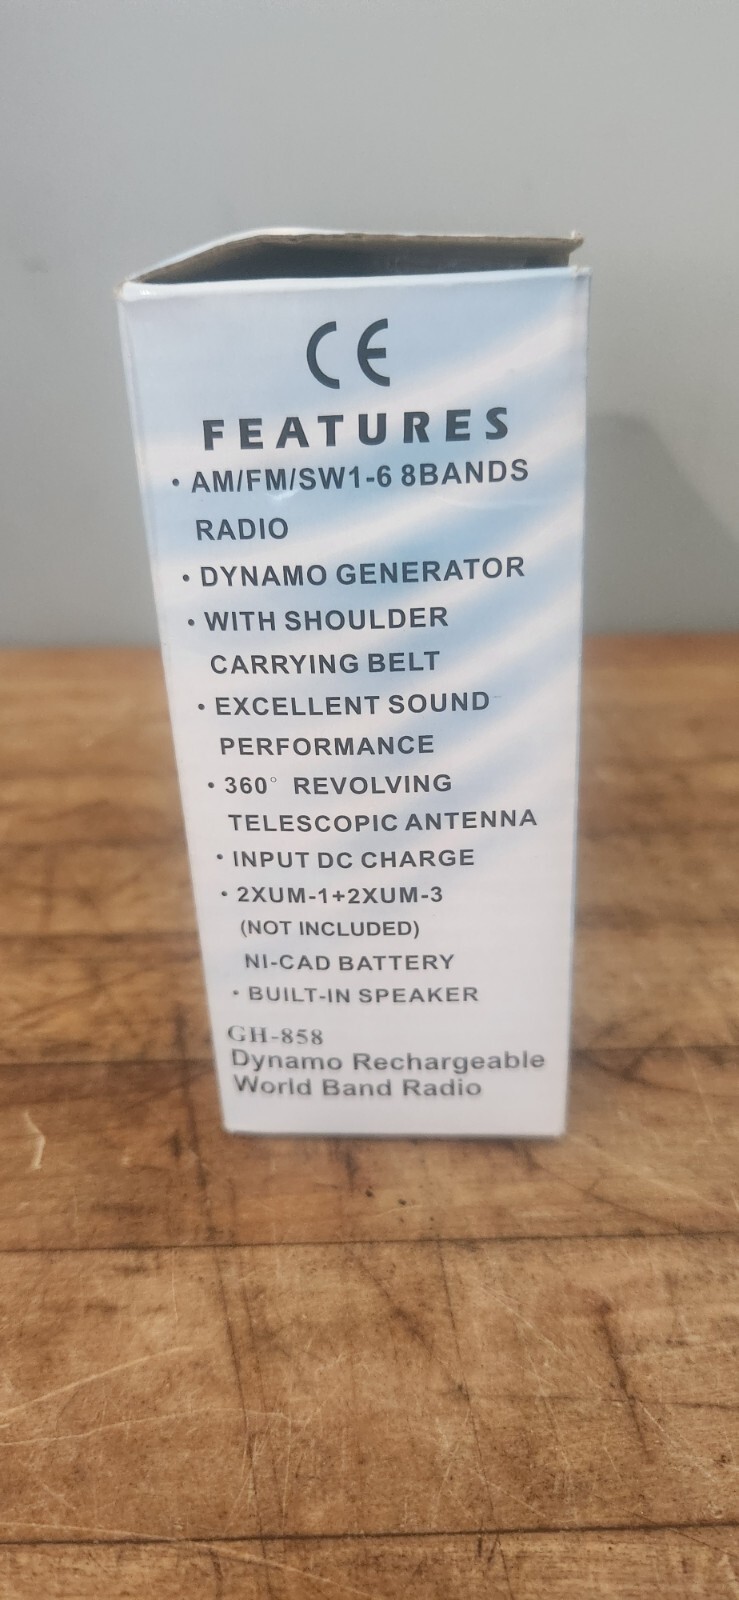 CE
FEATURES
• AM/FM/SW1-6 8BANDS
RADIO
• DYNAMO GENERATOR
• WITH SHOULDER
CARRYING BELT
• EXCELLENT SOUND
PERFORMANCE
• 360° REVOLVING
TELESCOPIC ANTENNA
• INPUT DC CHARGE
• 2XUM-1+2XUM-3
(NOT INCLUDED)
NI-CAD BATTERY
• BUILT-IN SPEAKER
GH-858
Dynamo Rechargeable
World Band Radio